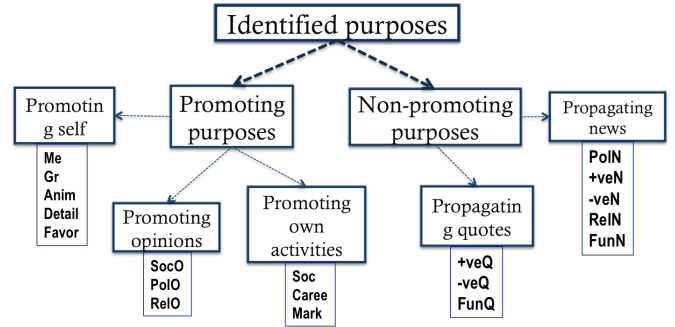 Identified purposes
Promotin
g self
Promoting
purposes
Non-promoting
purposes
Propagating
news
Me
Gr
Anim
Detail
Favor
PolN
+veN
-veN
RelN
FunN
Promoting
opinions
Promoting
own
activities
Propagatin
g quotes
SocO
PolO
RelO
Soc
Caree
Mark
+veQ
-veQ
FunQ